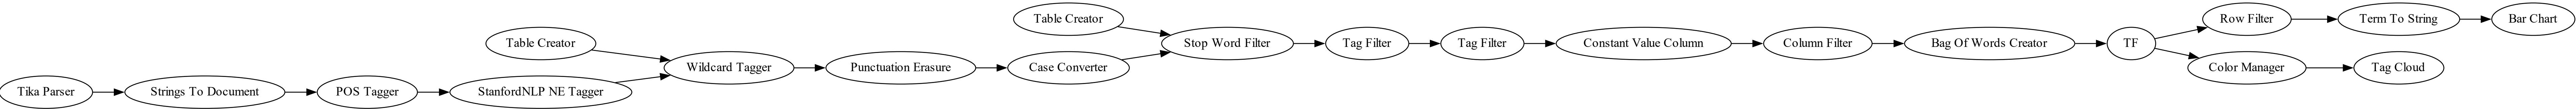 Tika Parser
Strings To Document
POS Tagger
StanfordNLP NE Tagger
Table Creator
Wildcard Tagger
Punctuation Erasure
Case Converter
Table Creator
Stop Word Filter
Tag Filter
Tag Filter
Constant Value Column
Column Filter
Bag Of Words Creator
TF
Row Filter
Term To String
Bar Chart
Color Manager
Tag Cloud